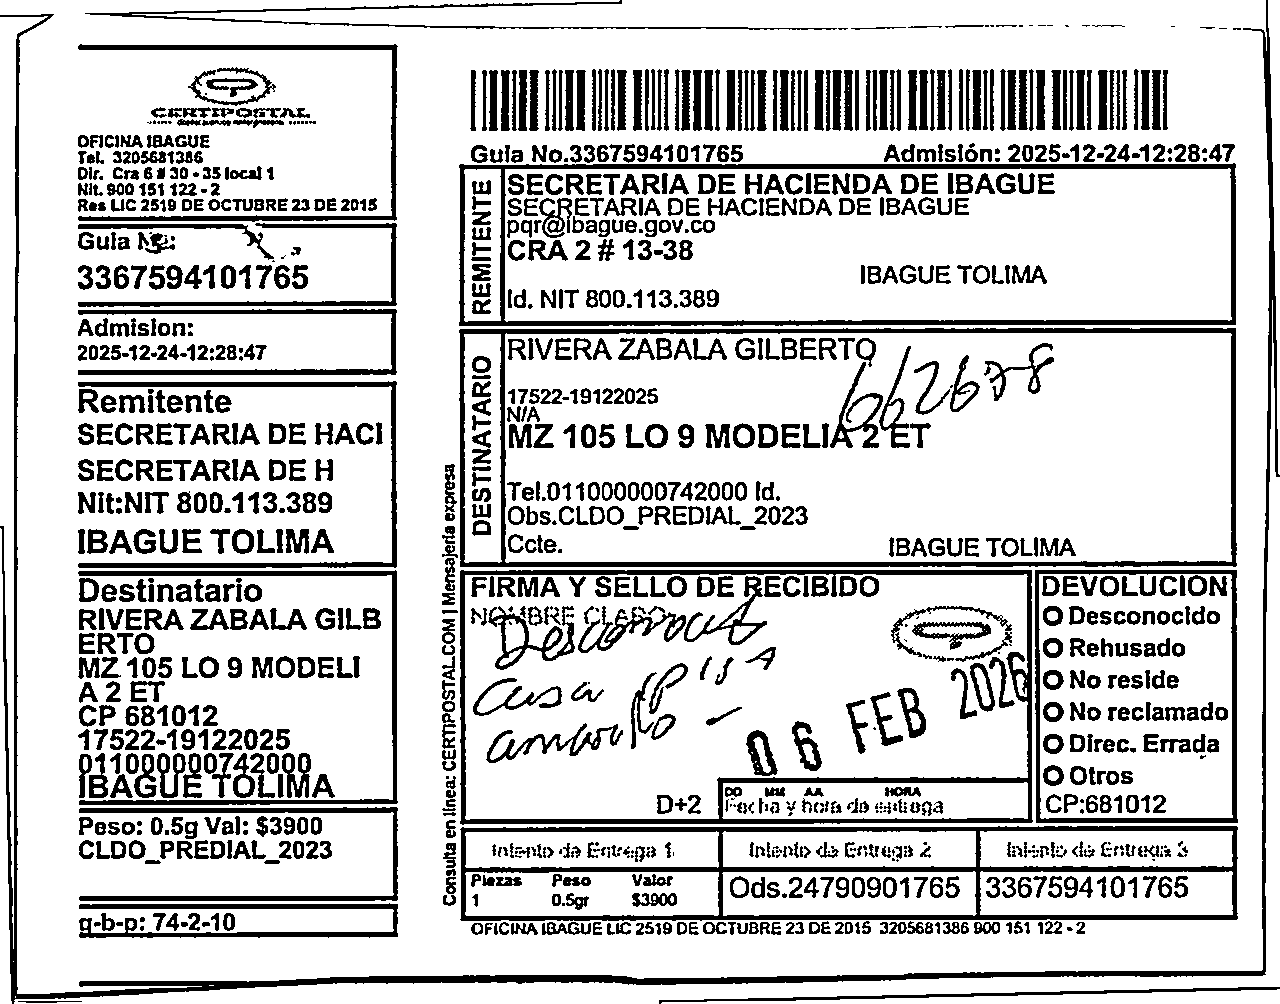 CERTIPOSTAL
OFICINA IBAGUE
Tel. 3205681386
Dir. Cra 6 # 30 - 35 local 1
Nit. 900 151 122 - 2
Res LIC 2519 DE OCTUBRE 23 DE 2015
Guia No:
3367594101765
Admision:
2025-12-24-12:28:47
Remitente
SECRETARIA DE HACI
SECRETARIA DE H
Nit:NIT 800.113.389
IBAGUE TOLIMA
Destinatario
RIVERA ZABALA GILB
ERTO
MZ 105 LO 9 MODELI
A 2 ET
CP 681012
17522-19122025
011000000742000
IBAGUE TOLIMA
Peso: 0.5g Val: $3900
CLDO_PREDIAL_2023
g-b-p: 74-2-10
Consulta en linea: CERTIPOSTAL.COM | Mensajeria expresa
Guia No.3367594101765 Admisión: 2025-12-24-12:28:47
REMITENTE
SECRETARIA DE HACIENDA DE IBAGUE
SECRETARIA DE HACIENDA DE IBAGUE
pqr@ibague.gov.co
CRA 2 # 13-38
IBAGUE TOLIMA
Id. NIT 800.113.389
DESTINATARIO
RIVERA ZABALA GILBERTO
662678
17522-19122025
N/A
MZ 105 LO 9 MODELIA 2 ET
Tel.011000000742000 Id.
Obs.CLDO_PREDIAL_2023
Ccte. IBAGUE TOLIMA
FIRMA Y SELLO DE RECIBIDO
NOMBRE CLARO
Casa
06 FEB 2026
D+2
DD MM AA HORA
Fecha y hora de entrega
DEVOLUCION
Desconocido
Rehusado
No reside
No reclamado
Direc. Errada
Otros
CP:681012
Intento de Entrega 1 Intento de Entrega 2 Intento de Entrega 3
Piezas Peso Valor
1 0.5gr $3900
Ods.24790901765 3367594101765
OFICINA IBAGUE LIC 2519 DE OCTUBRE 23 DE 2015 3205681386 900 151 122 - 2